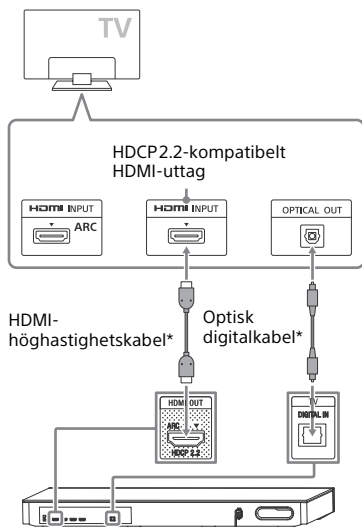 TV
HDCP2.2-kompatibelt
HDMI-uttag
HDMI INPUT
ARC
HDMI INPUT
OPTICAL OUT
HDMI-
höghastighetskabel*
Optisk
digitalkabel*
HDMI OUT
ARC
HDCP 2.2
TV
DIGITAL IN